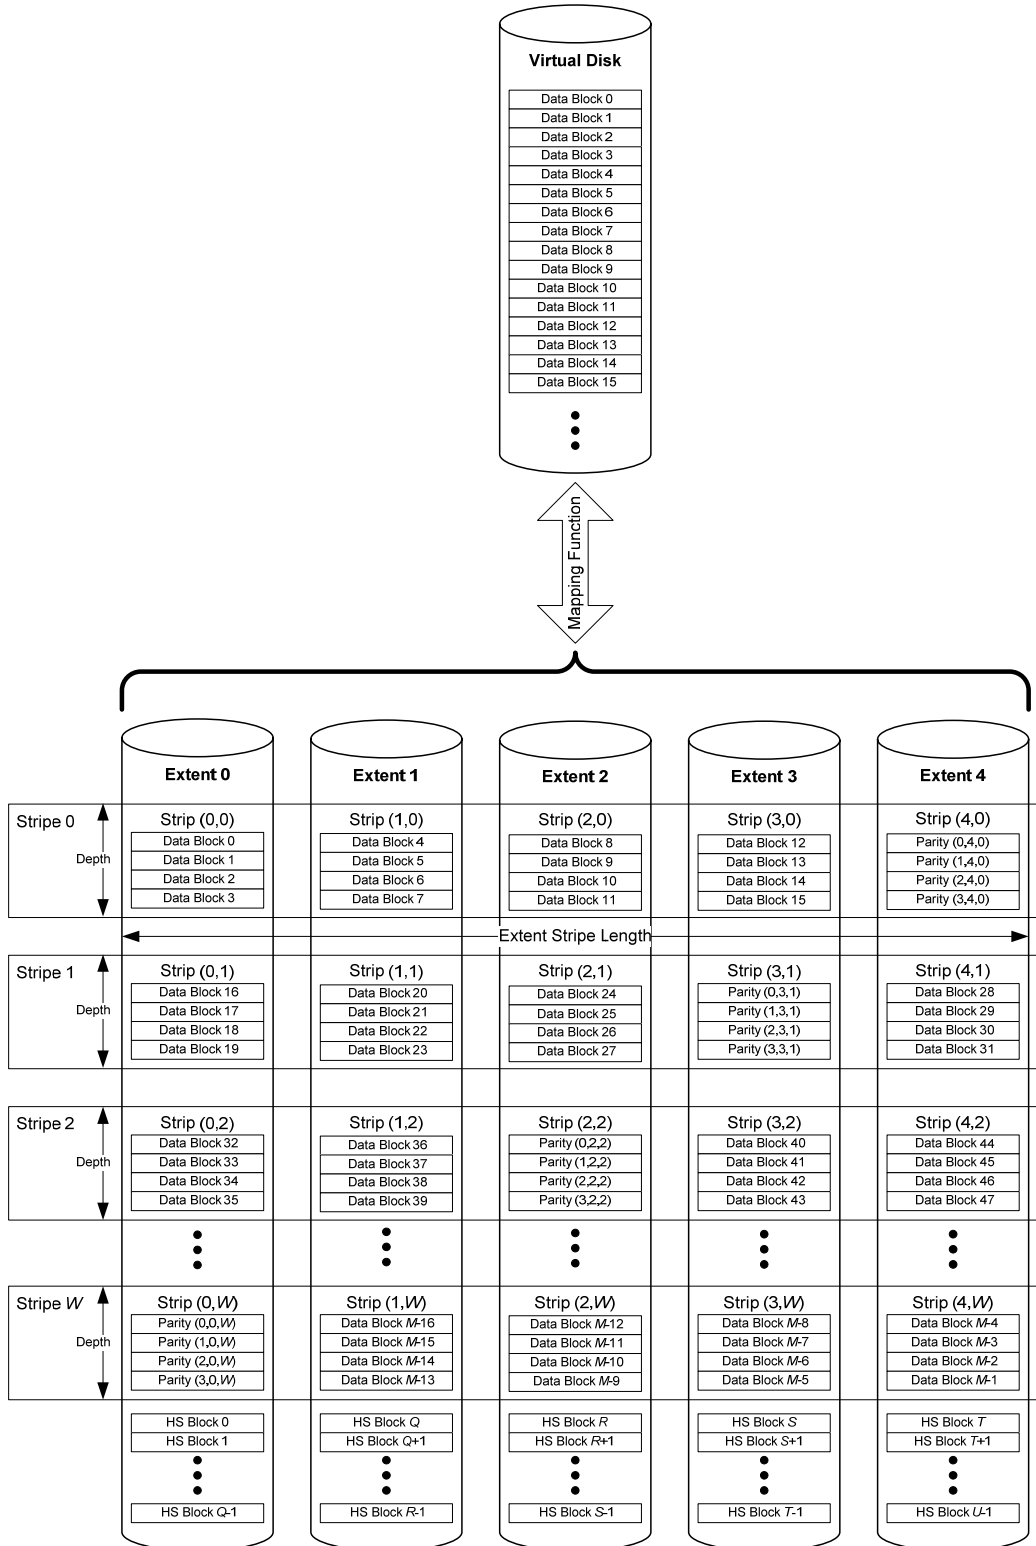 Virtual Disk
Data Block 0
Data Block 1
Data Block 2
Data Block 3
Data Block 4
Data Block 5
Data Block 6
Data Block 7
Data Block 8
Data Block 9
Data Block 10
Data Block 11
Data Block 12
Data Block 13
Data Block 14
Data Block 15
Mapping Function
Extent 0 Extent 1 Extent 2 Extent 3 Extent 4
Stripe 0 Strip (0,0) Strip (1,0) Strip (2,0) Strip (3,0) Strip (4,0)
Data Block 0 Data Block 4 Data Block 8 Data Block 12 Parity (0,4,0)
Depth Data Block 1 Data Block 5 Data Block 9 Data Block 13 Parity (1,4,0)
Data Block 2 Data Block 6 Data Block 10 Data Block 14 Parity (2,4,0)
Data Block 3 Data Block 7 Data Block 11 Data Block 15 Parity (3,4,0)
Extent Stripe Length
Stripe 1 Strip (0,1) Strip (1,1) Strip (2,1) Strip (3,1) Strip (4,1)
Data Block 16 Data Block 20 Data Block 24 Parity (0,3,1) Data Block 28
Depth Data Block 17 Data Block 21 Data Block 25 Parity (1,3,1) Data Block 29
Data Block 18 Data Block 22 Data Block 26 Parity (2,3,1) Data Block 30
Data Block 19 Data Block 23 Data Block 27 Parity (3,3,1) Data Block 31
Stripe 2 Strip (0,2) Strip (1,2) Strip (2,2) Strip (3,2) Strip (4,2)
Data Block 32 Data Block 36 Parity (0,2,2) Data Block 40 Data Block 44
Depth Data Block 33 Data Block 37 Parity (1,2,2) Data Block 41 Data Block 45
Data Block 34 Data Block 38 Parity (2,2,2) Data Block 42 Data Block 46
Data Block 35 Data Block 39 Parity (3,2,2) Data Block 43 Data Block 47
Stripe W Strip (0,W) Strip (1,W) Strip (2,W) Strip (3,W) Strip (4,W)
Parity (0,0,W) Data Block M-16 Data Block M-12 Data Block M-8 Data Block M-4
Depth Parity (1,0,W) Data Block M-15 Data Block M-11 Data Block M-7 Data Block M-3
Parity (2,0,W) Data Block M-14 Data Block M-10 Data Block M-6 Data Block M-2
Parity (3,0,W) Data Block M-13 Data Block M-9 Data Block M-5 Data Block M-1
HS Block 0 HS Block Q HS Block R HS Block S HS Block T
HS Block 1 HS Block Q+1 HS Block R+1 HS Block S+1 HS Block T+1
HS Block Q-1 HS Block R-1 HS Block S-1 HS Block T-1 HS Block U-1